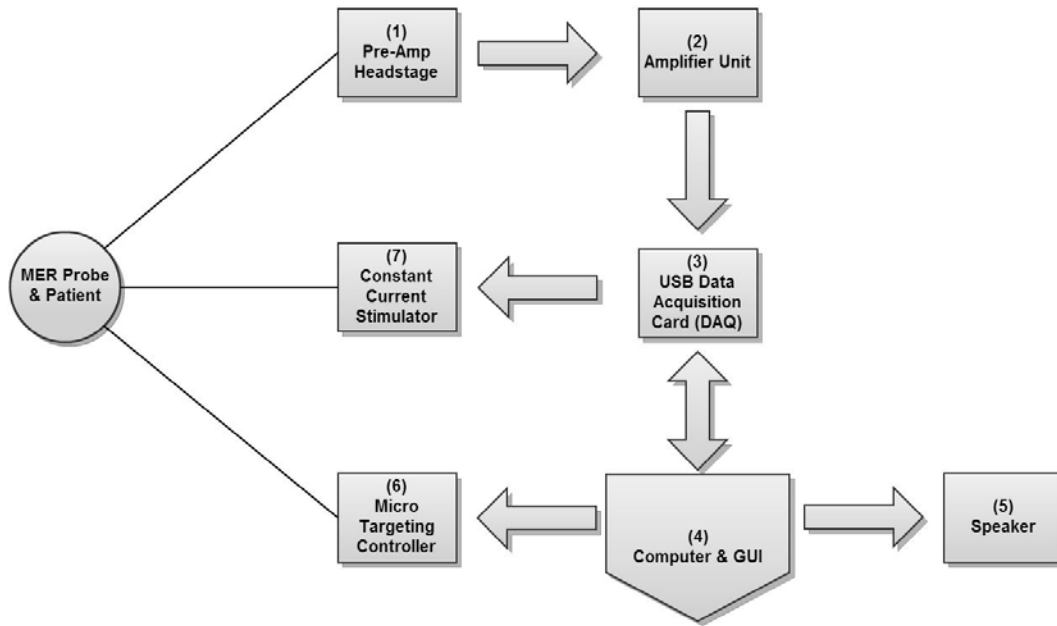 (1)
Pre-Amp
Headstage
(2)
Amplifier Unit
MER Probe
& Patient
(7)
Constant
Current
Stimulator
(3)
USB Data
Acquisition
Card (DAQ)
(6)
Micro
Targeting
Controller
(4)
Computer & GUI
(5)
Speaker